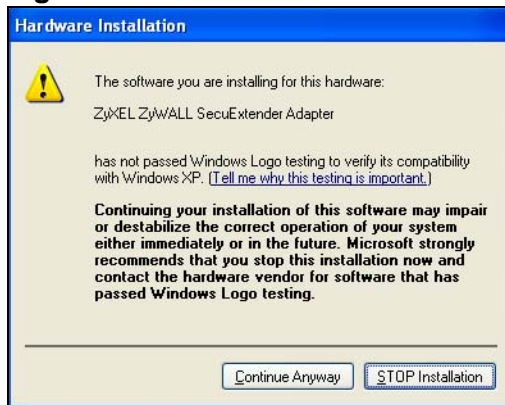 Hardware Installation
The software you are installing for this hardware:
ZyXEL ZyWALL SecuExtender Adapter
has not passed Windows Logo testing to verify its compatibility
with Windows XP. (Tell me why this testing is important.)
Continuing your installation of this software may impair
or destabilize the correct operation of your system
either immediately or in the future. Microsoft strongly
recommends that you stop this installation now and
contact the hardware vendor for software that has
passed Windows Logo testing.
Continue Anyway
STOP Installation